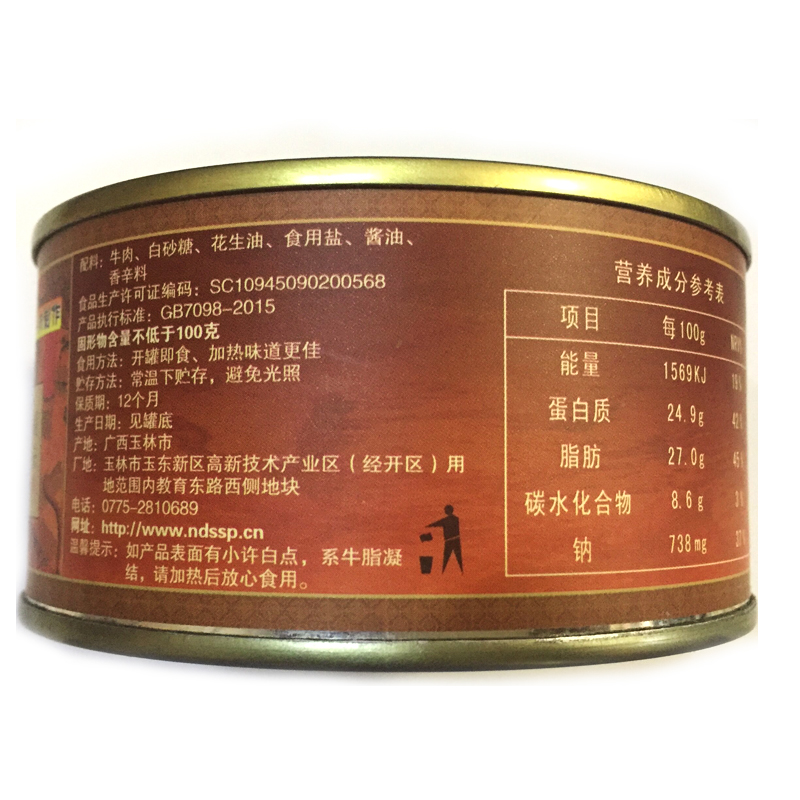 配料：牛肉、白砂糖、花生油、食用盐、酱油、
香辛料
食品生产许可证编码：SC10945090200568
产品执行标准：GB7098-2015
固形物含量不低于100克
食用方法：开罐即食、加热味道更佳
贮存方法：常温下贮存，避免光照
保质期：12个月
生产日期：见罐底
产地：广西玉林市
厂地：玉林市玉东新区高新技术产业区（经开区）用
地范围内教育东路西侧地块
电话：0775-2810689
网址：http://www.ndssp.cn
温馨提示：如产品表面有小许白点，系牛脂凝
结，请加热后放心食用。
营养成分参考表
项目 每100g
能量 1569KJ
蛋白质 24.9g
脂肪 27.0g
碳水化合物 8.6g
钠 738mg